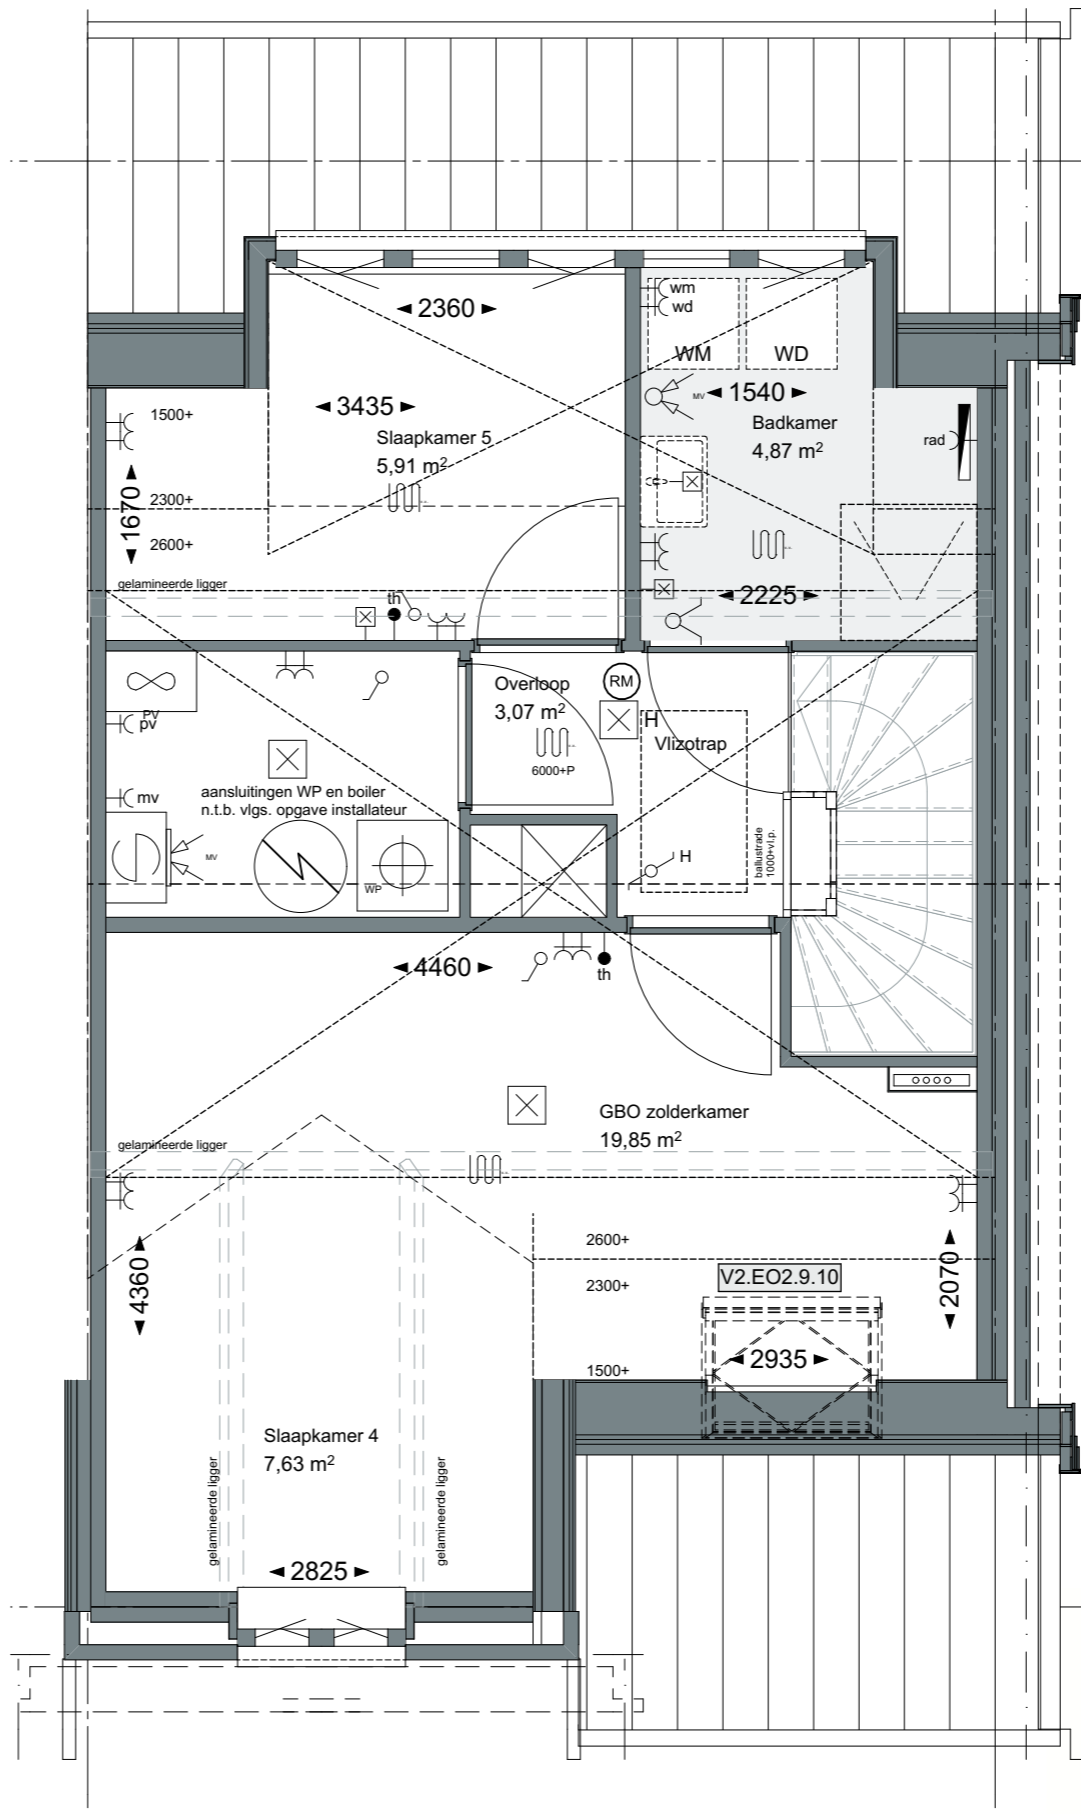 2360
wm
wd
WM
WD
1500+
3435
MV
1540
Slaapkamer 5
5,91 m²
Badkamer
4,87 m²
rad
1670
2300+
2600+
gelamineerde ligger
th
2225
Overloop
3,07 m²
RM
H
Vlizotrap
6000+P
PV
pv
mv
MV
aansluitingen WP en boiler
n.t.b. vlgs. opgave installateur
WP
H
ballustrade
1000+vl.p.
4460
th
GBO zolderkamer
19,85 m²
gelamineerde ligger
4360
2600+
2300+
V2.EO2.9.10
2070
1500+
2935
Slaapkamer 4
7,63 m²
gelamineerde ligger
gelamineerde ligger
2825